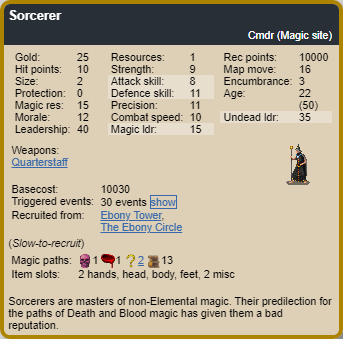 Sorcerer
Cmdr (Magic site)
Gold: 25 Resources: 1 Rec points: 10000
Hit points: 10 Strength: 9 Map move: 16
Size: 2 Attack skill: 8 Encumbrance: 3
Protection: 0 Defence skill: 11 Age: 22
Magic res: 15 Precision: 11 (50)
Morale: 12 Combat speed: 10 Undead ldr: 35
Leadership: 40 Magic ldr: 15
Weapons:
Quarterstaff
Basecost: 10030
Triggered events: 30 events show
Recruited from: Ebony Tower,
The Ebony Circle
(Slow-to-recruit)
Magic paths: 1 1 ? 2 13
Item slots: 2 hands, head, body, feet, 2 misc
Sorcerers are masters of non-Elemental magic. Their predilection for
the paths of Death and Blood magic has given them a bad
reputation.